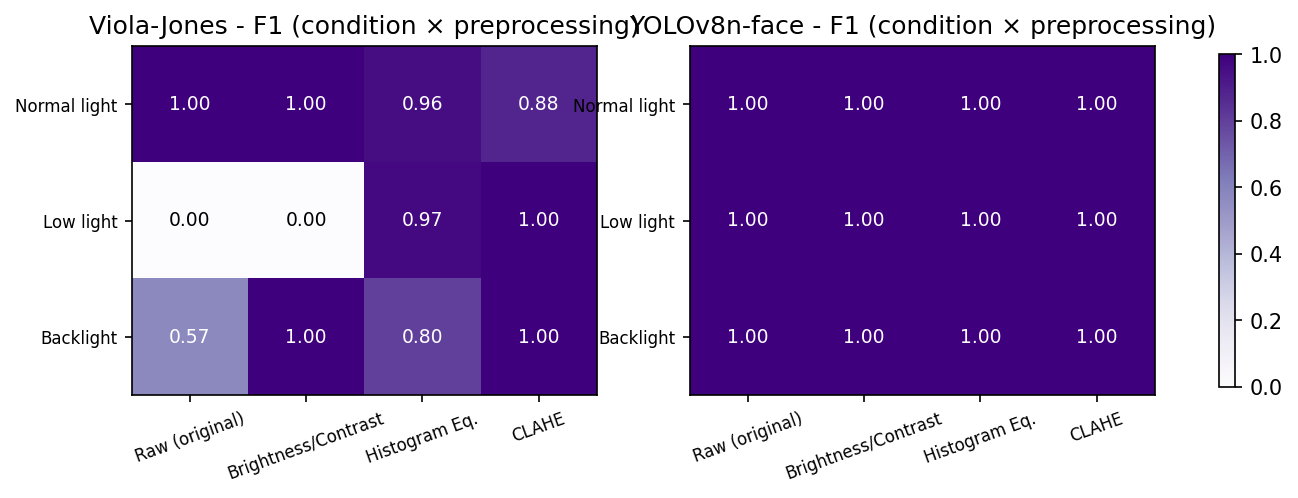 Viola-Jones - F1 (condition × preprocessing)
Normal light 1.00 1.00 0.96 0.88
Low light 0.00 0.00 0.97 1.00
Backlight 0.57 1.00 0.80 1.00
Raw (original) Brightness/Contrast Histogram Eq. CLAHE
YOLOv8n-face - F1 (condition × preprocessing)
Normal light 1.00 1.00 1.00 1.00
Low light 1.00 1.00 1.00 1.00
Backlight 1.00 1.00 1.00 1.00
Raw (original) Brightness/Contrast Histogram Eq. CLAHE
1.0
0.8
0.6
0.4
0.2
0.0